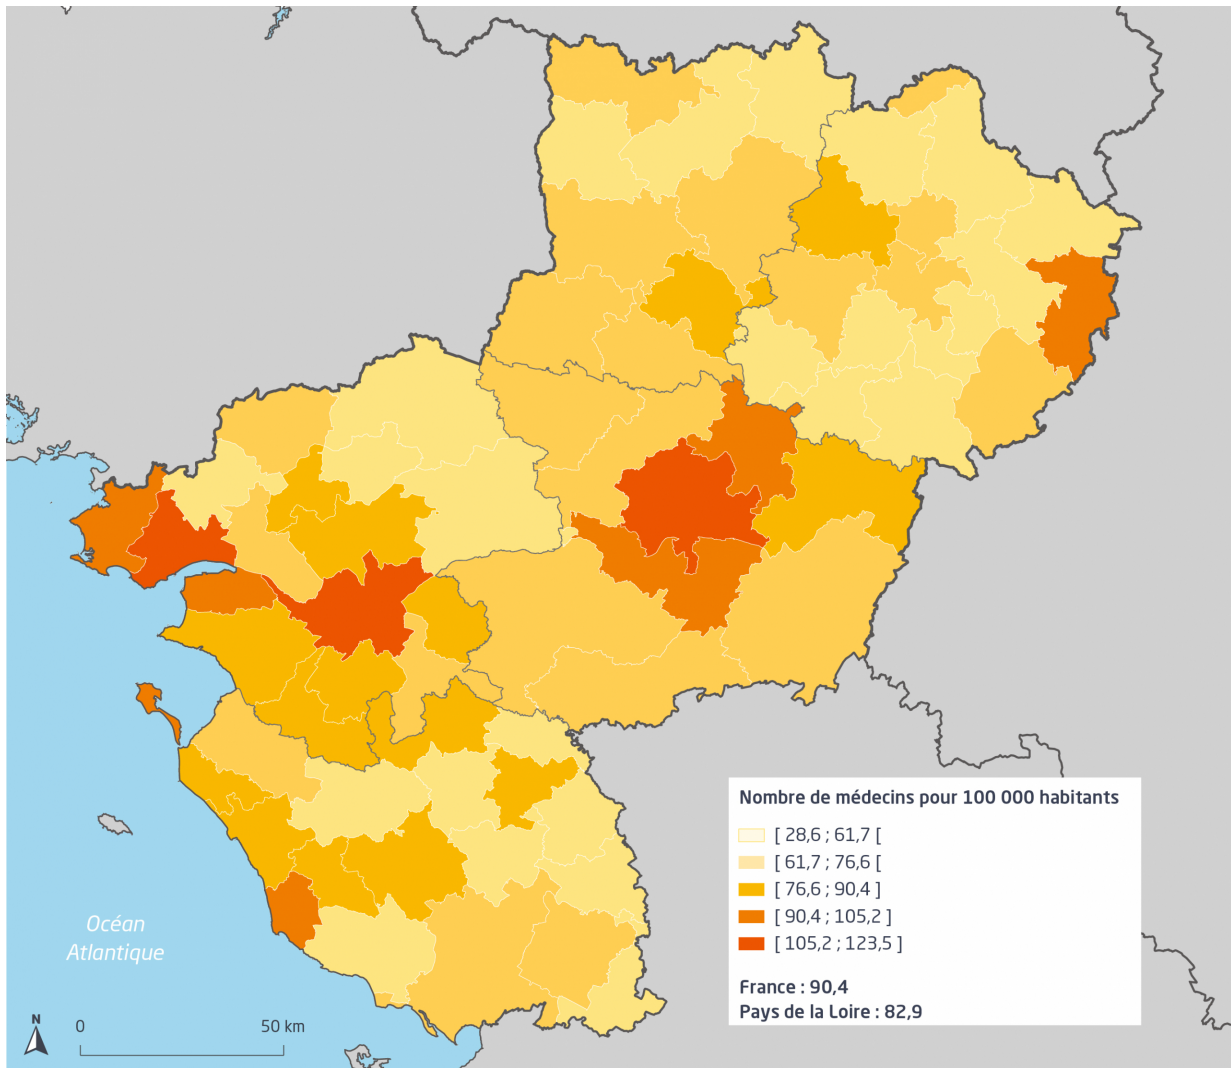 Nombre de médecins pour 100 000 habitants
[ 28,6 ; 61,7 [
[ 61,7 ; 76,6 [
[ 76,6 ; 90,4 ]
[ 90,4 ; 105,2 ]
[ 105,2 ; 123,5 ]
France : 90,4
Pays de la Loire : 82,9
Océan
Atlantique
N
0 50 km